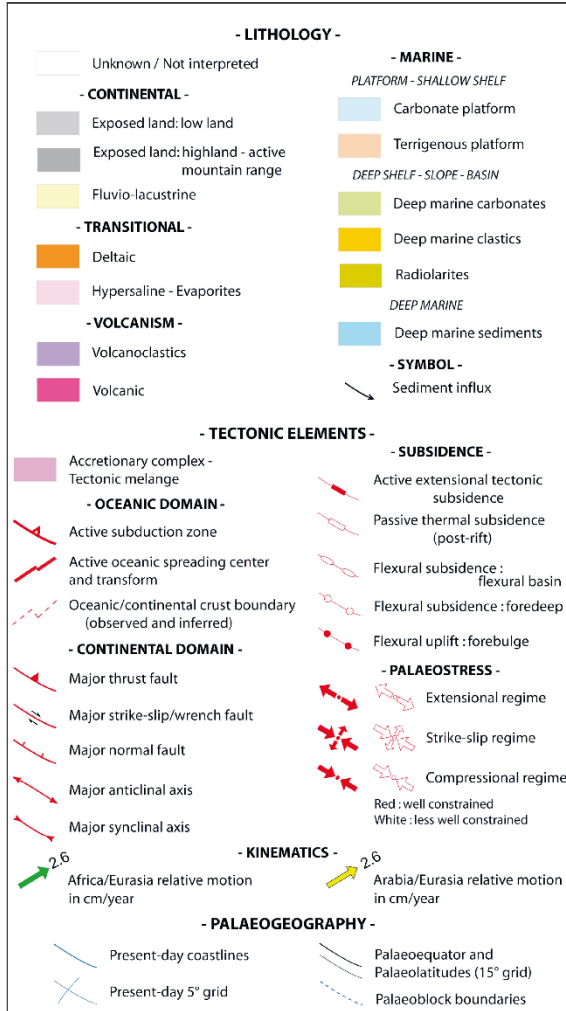 - LITHOLOGY -
Unknown / Not interpreted
- CONTINENTAL -
Exposed land: low land
Exposed land: highland - active
mountain range
Fluvio-lacustrine
- TRANSITIONAL -
Deltaic
Hypersaline - Evaporites
- VOLCANISM -
Volcanoclastics
Volcanic
- MARINE -
PLATFORM - SHALLOW SHELF
Carbonate platform
Terrigenous platform
DEEP SHELF - SLOPE - BASIN
Deep marine carbonates
Deep marine clastics
Radiolarites
DEEP MARINE
Deep marine sediments
- SYMBOL -
Sediment influx
- TECTONIC ELEMENTS -
Accretionary complex -
Tectonic melange
- OCEANIC DOMAIN -
Active subduction zone
Active oceanic spreading center
and transform
Oceanic/continental crust boundary
(observed and inferred)
- CONTINENTAL DOMAIN -
Major thrust fault
Major strike-slip/wrench fault
Major normal fault
Major anticlinal axis
Major synclinal axis
- SUBSIDENCE -
Active extensional tectonic
subsidence
Passive thermal subsidence
(post-rift)
Flexural subsidence :
flexural basin
Flexural subsidence : foredeep
Flexural uplift : forebulge
- PALAEOSTRESS -
Extensional regime
Strike-slip regime
Compressional regime
Red : well constrained
White : less well constrained
- KINEMATICS -
2.6
Africa/Eurasia relative motion
in cm/year
2.6
Arabia/Eurasia relative motion
in cm/year
- PALAEOGEOGRAPHY -
Present-day coastlines
Present-day 5° grid
Palaeoequator and
Palaeolatitudes (15° grid)
Palaeoblock boundaries